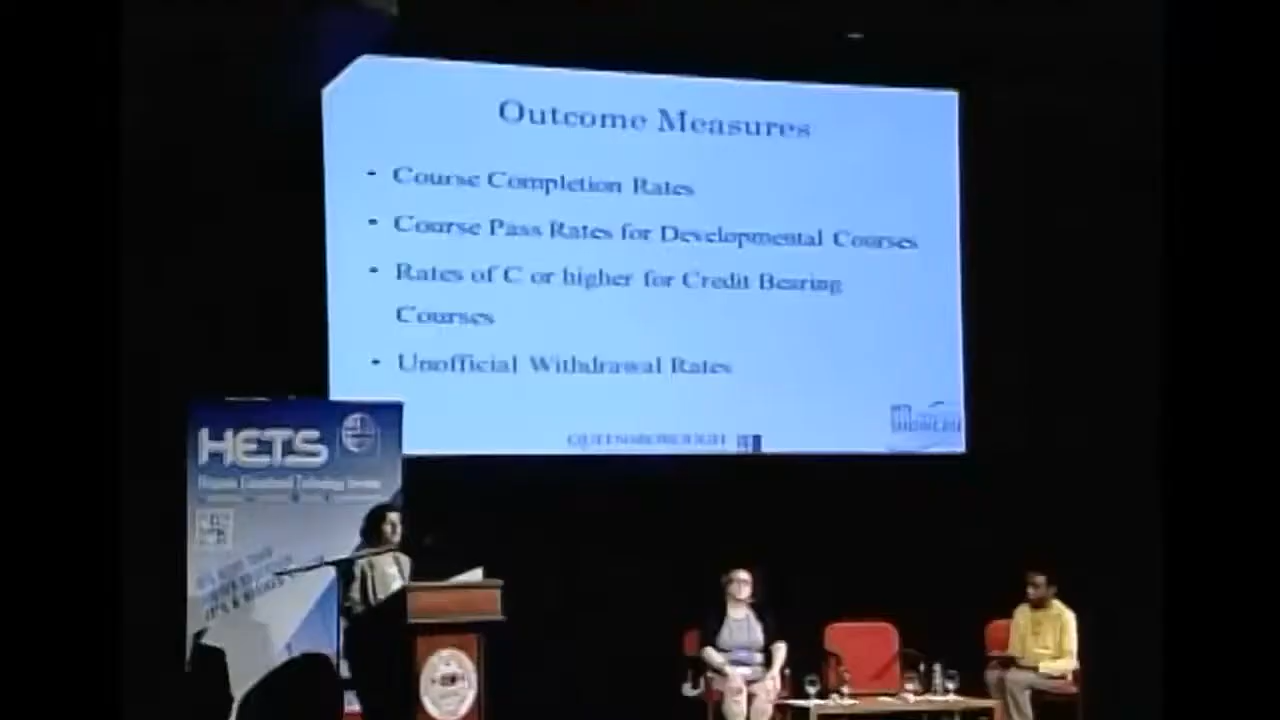 Outcome Measures
• Course Completion Rates
• Course Pass Rates for Developmental Courses
• Rates of C or higher for Credit Bearing
Courses
• Unofficial Withdrawal Rates
QUEENSBOROUGH
HETS